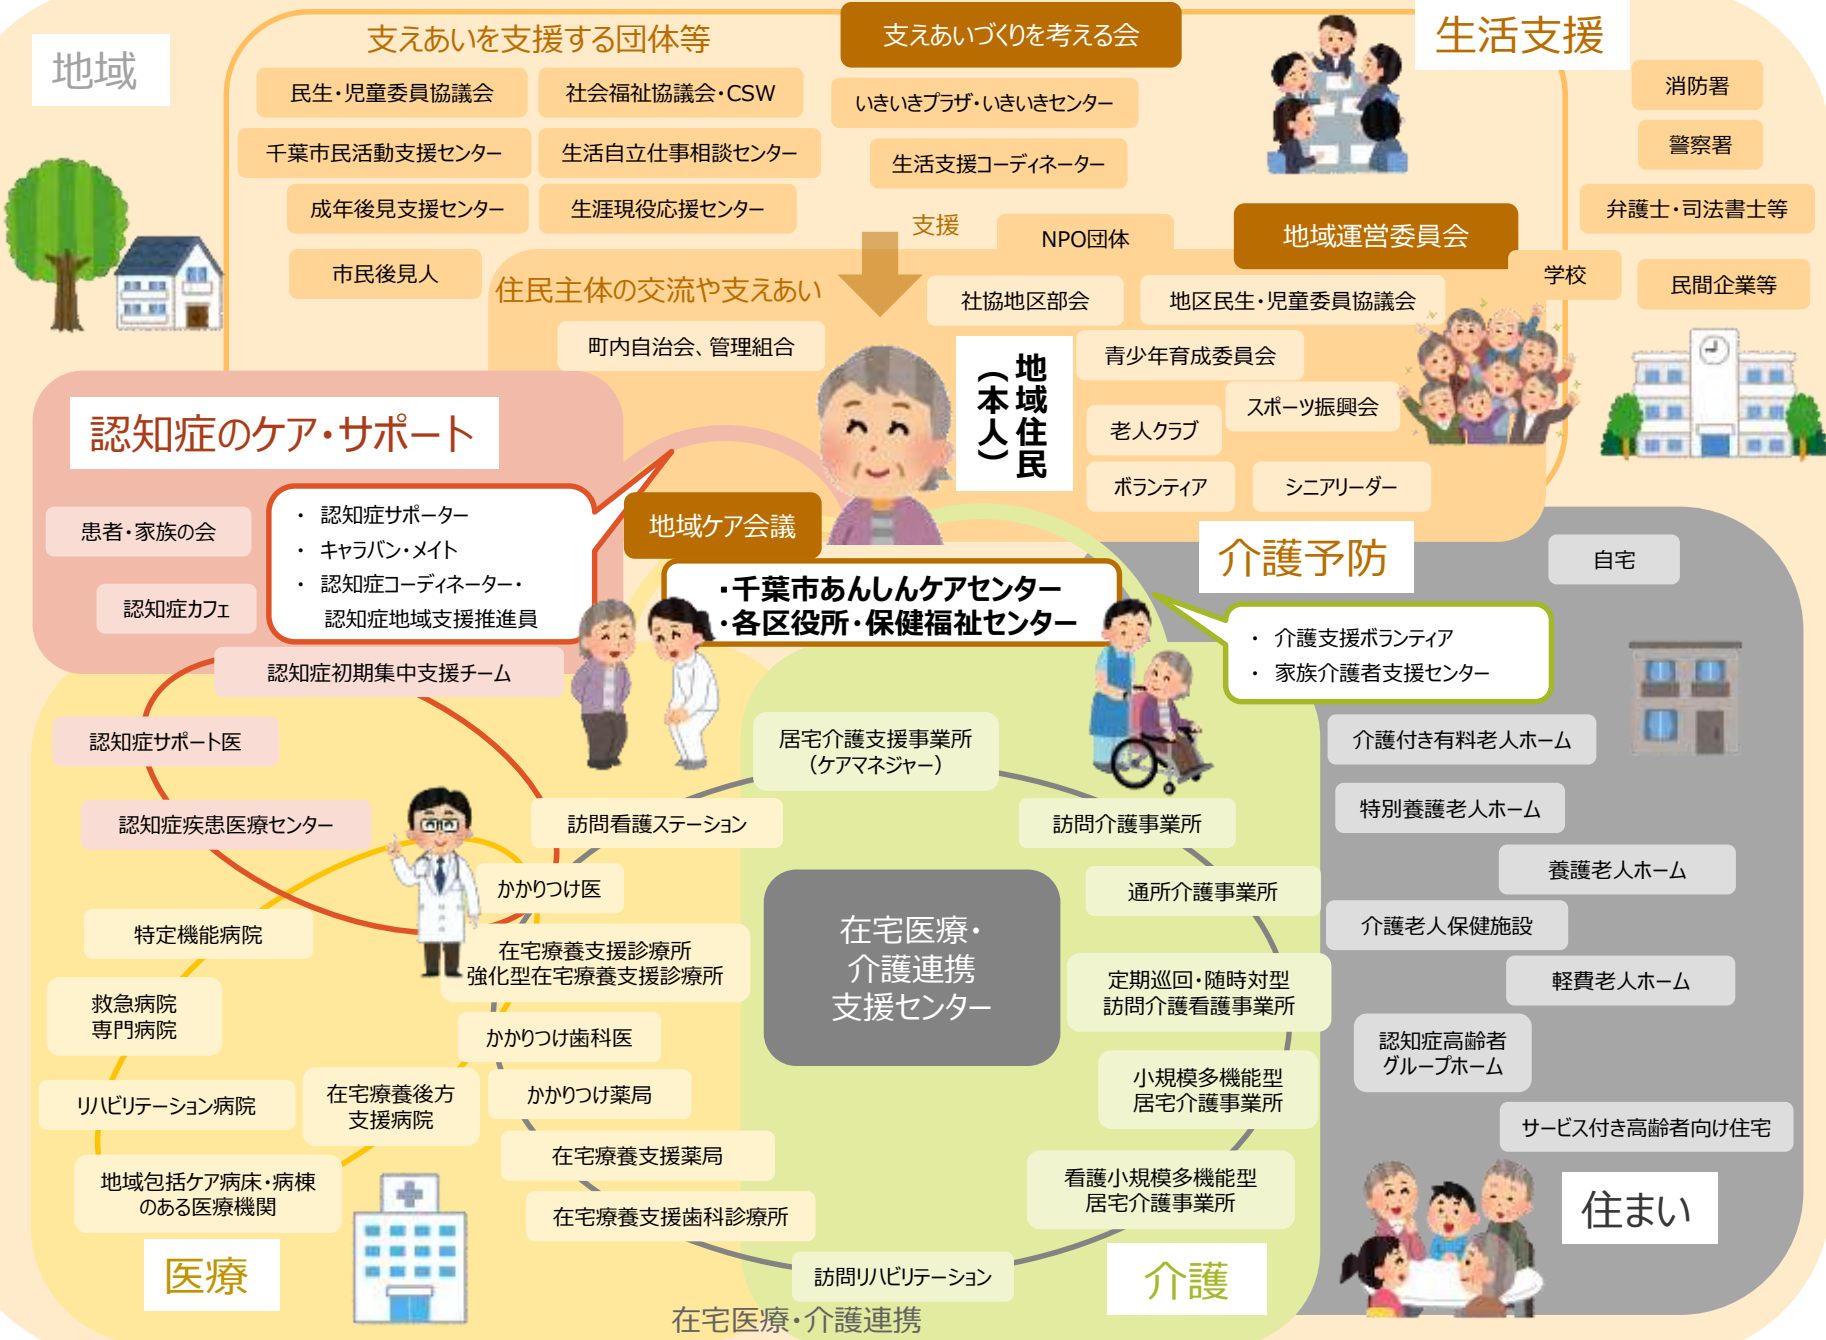 地域
支えあいを支援する団体等
民生・児童委員協議会
社会福祉協議会・CSW
千葉市民活動支援センター
生活自立仕事相談センター
成年後見支援センター
生涯現役応援センター
市民後見人
支えあいづくりを考える会
いきいきプラザ・いきいきセンター
生活支援コーディネーター
生活支援
消防署
警察署
弁護士・司法書士等
民間企業等
学校
支援
NPO団体
地域運営委員会
住民主体の交流や支えあい
社協地区部会
地区民生・児童委員協議会
町内自治会、管理組合
地域住民
（本人）
青少年育成委員会
スポーツ振興会
老人クラブ
ボランティア
シニアリーダー
認知症のケア・サポート
患者・家族の会
認知症カフェ
・ 認知症サポーター
・ キャラバン・メイト
・ 認知症コーディネーター・
認知症地域支援推進員
認知症初期集中支援チーム
認知症サポート医
認知症疾患医療センター
地域ケア会議
・千葉市あんしんケアセンター
・各区役所・保健福祉センター
介護予防
・ 介護支援ボランティア
・ 家族介護者支援センター
自宅
介護付き有料老人ホーム
特別養護老人ホーム
養護老人ホーム
介護老人保健施設
軽費老人ホーム
認知症高齢者
グループホーム
サービス付き高齢者向け住宅
住まい
居宅介護支援事業所
（ケアマネジャー）
訪問看護ステーション
訪問介護事業所
かかりつけ医
通所介護事業所
特定機能病院
在宅療養支援診療所
強化型在宅療養支援診療所
在宅医療・
介護連携
支援センター
定期巡回・随時対型
訪問介護看護事業所
救急病院
専門病院
かかりつけ歯科医
小規模多機能型
居宅介護事業所
リハビリテーション病院
在宅療養後方
支援病院
かかりつけ薬局
在宅療養支援薬局
看護小規模多機能型
居宅介護事業所
地域包括ケア病床・病棟
のある医療機関
在宅療養支援歯科診療所
訪問リハビリテーション
医療
介護
在宅医療・介護連携